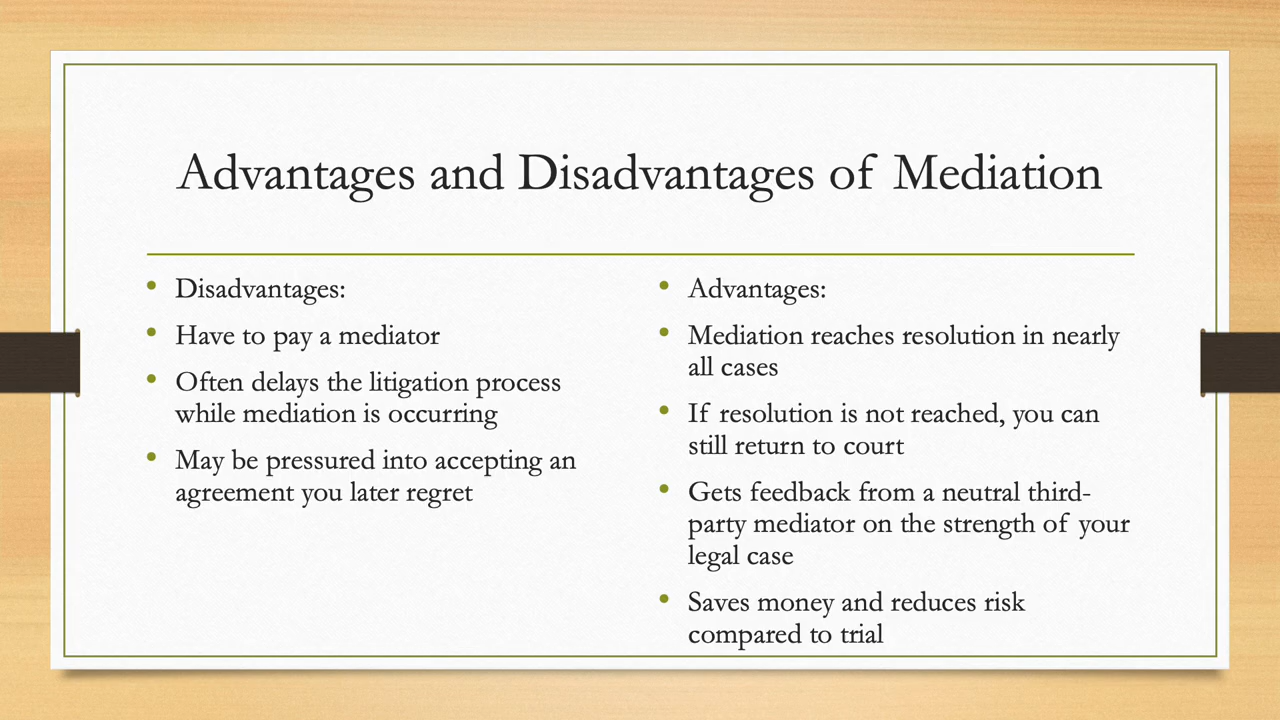 Advantages and Disadvantages of Mediation
• Disadvantages:
• Have to pay a mediator
• Often delays the litigation process
while mediation is occurring
• May be pressured into accepting an
agreement you later regret
• Advantages:
• Mediation reaches resolution in nearly
all cases
• If resolution is not reached, you can
still return to court
• Gets feedback from a neutral third-
party mediator on the strength of your
legal case
• Saves money and reduces risk
compared to trial